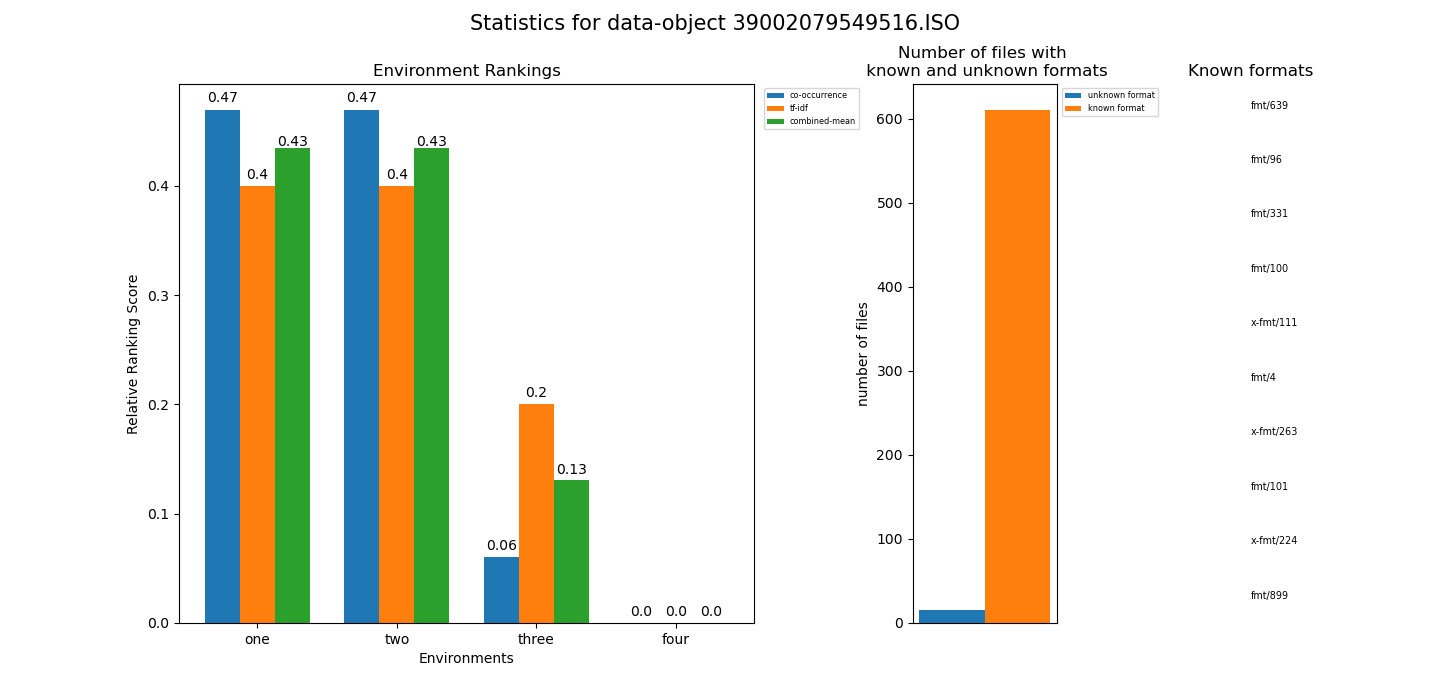 Statistics for data-object 39002079549516.ISO
Environment Rankings
0.47
0.4
0.43
0.47
0.4
0.43
0.06
0.2
0.13
0.0
0.0
0.0
0.4
0.3
0.2
0.1
0.0
Relative Ranking Score
one
two
three
four
Environments
co-occurrence
tf-idf
combined-mean
Number of files with
known and unknown formats
600
500
400
300
200
100
0
number of files
unknown format
known format
Known formats
fmt/639
fmt/96
fmt/331
fmt/100
x-fmt/111
fmt/4
x-fmt/263
fmt/101
x-fmt/224
fmt/899